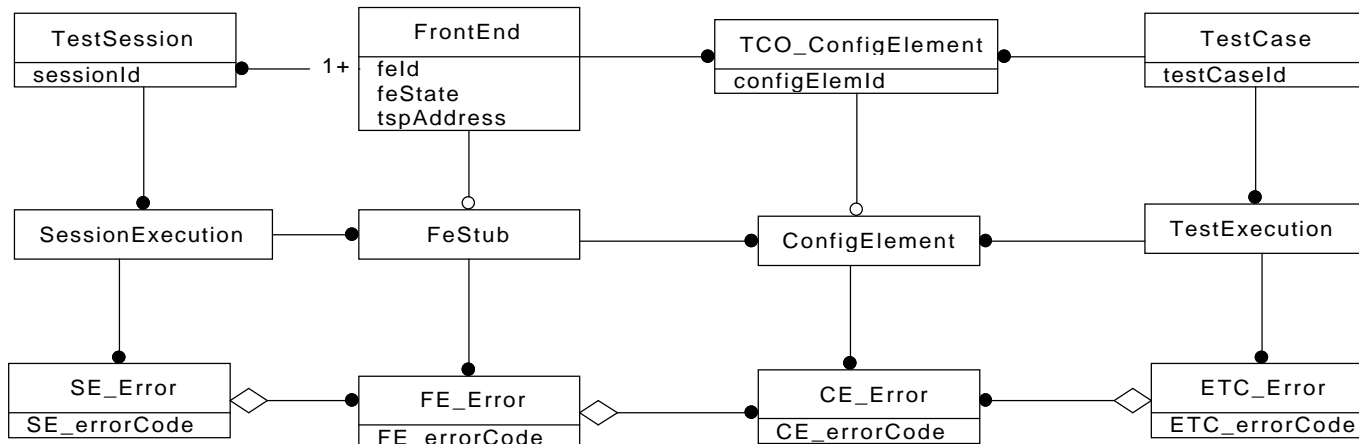 TestSession
sessionId
1+
FrontEnd
feId
feState
tspAddress
TCO_ConfigElement
configElemId
TestCase
testCaseId
SessionExecution
FeStub
ConfigElement
TestExecution
SE_Error
SE_errorCode
FE_Error
FE_errorCode
CE_Error
CE_errorCode
ETC_Error
ETC_errorCode